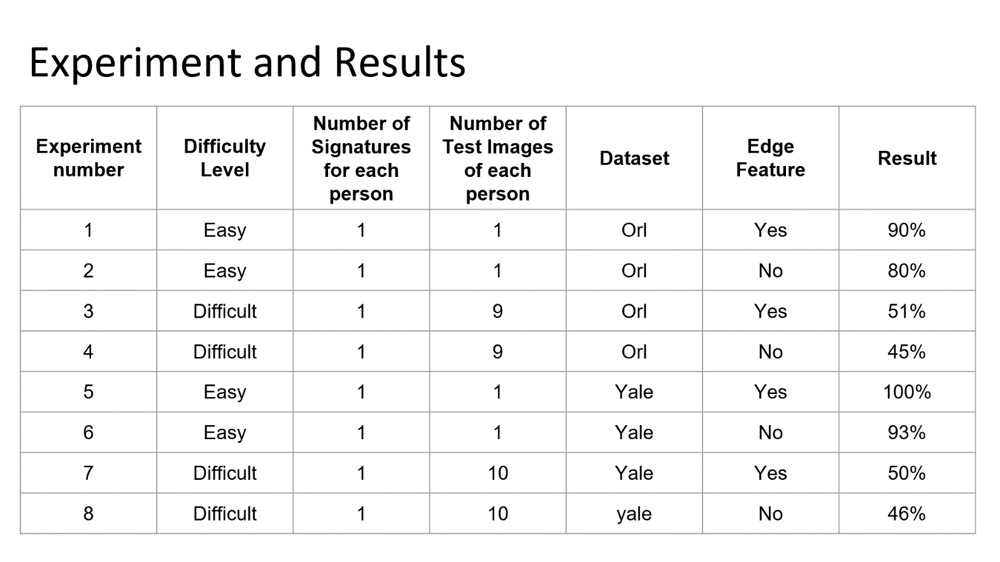 Experiment and Results
Experiment number Difficulty Level Number of Signatures for each person Number of Test Images of each person Dataset Edge Feature Result
1 Easy 1 1 Orl Yes 90%
2 Easy 1 1 Orl No 80%
3 Difficult 1 9 Orl Yes 51%
4 Difficult 1 9 Orl No 45%
5 Easy 1 1 Yale Yes 100%
6 Easy 1 1 Yale No 93%
7 Difficult 1 10 Yale Yes 50%
8 Difficult 1 10 yale No 46%